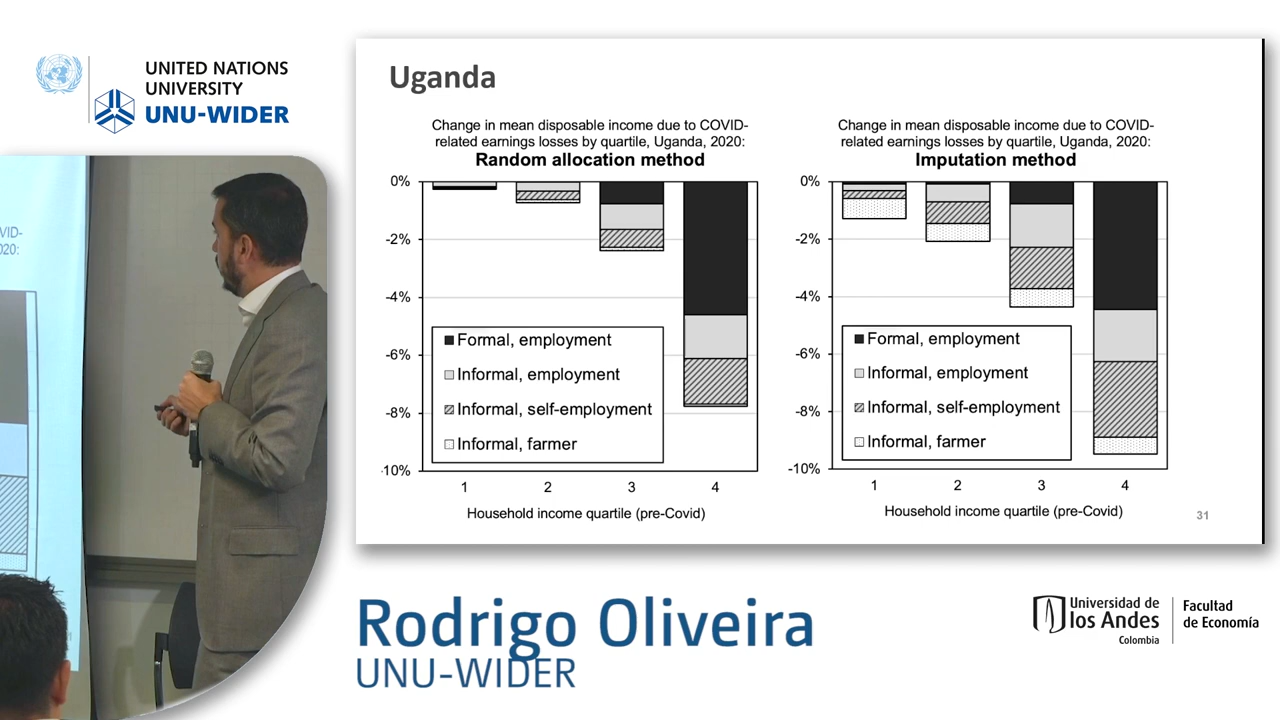 UNITED NATIONS
UNIVERSITY
UNU-WIDER
VID-
020:
Uganda
Change in mean disposable income due to COVID-
related earnings losses by quartile, Uganda, 2020:
Random allocation method
0%
-2%
-4%
-6%
-8%
10%
Formal, employment
Informal, employment
Informal, self-employment
Informal, farmer
1 2 3 4
Household income quartile (pre-Covid)
Change in mean disposable income due to COVID-
related earnings losses by quartile, Uganda, 2020:
Imputation method
0%
-2%
-4%
-6%
-8%
-10%
Formal, employment
Informal, employment
Informal, self-employment
Informal, farmer
1 2 3 4
Household income quartile (pre-Covid)
31
Rodrigo Oliveira
UNU-WIDER
Universidad de
los Andes
Colombia
Facultad
de Economía